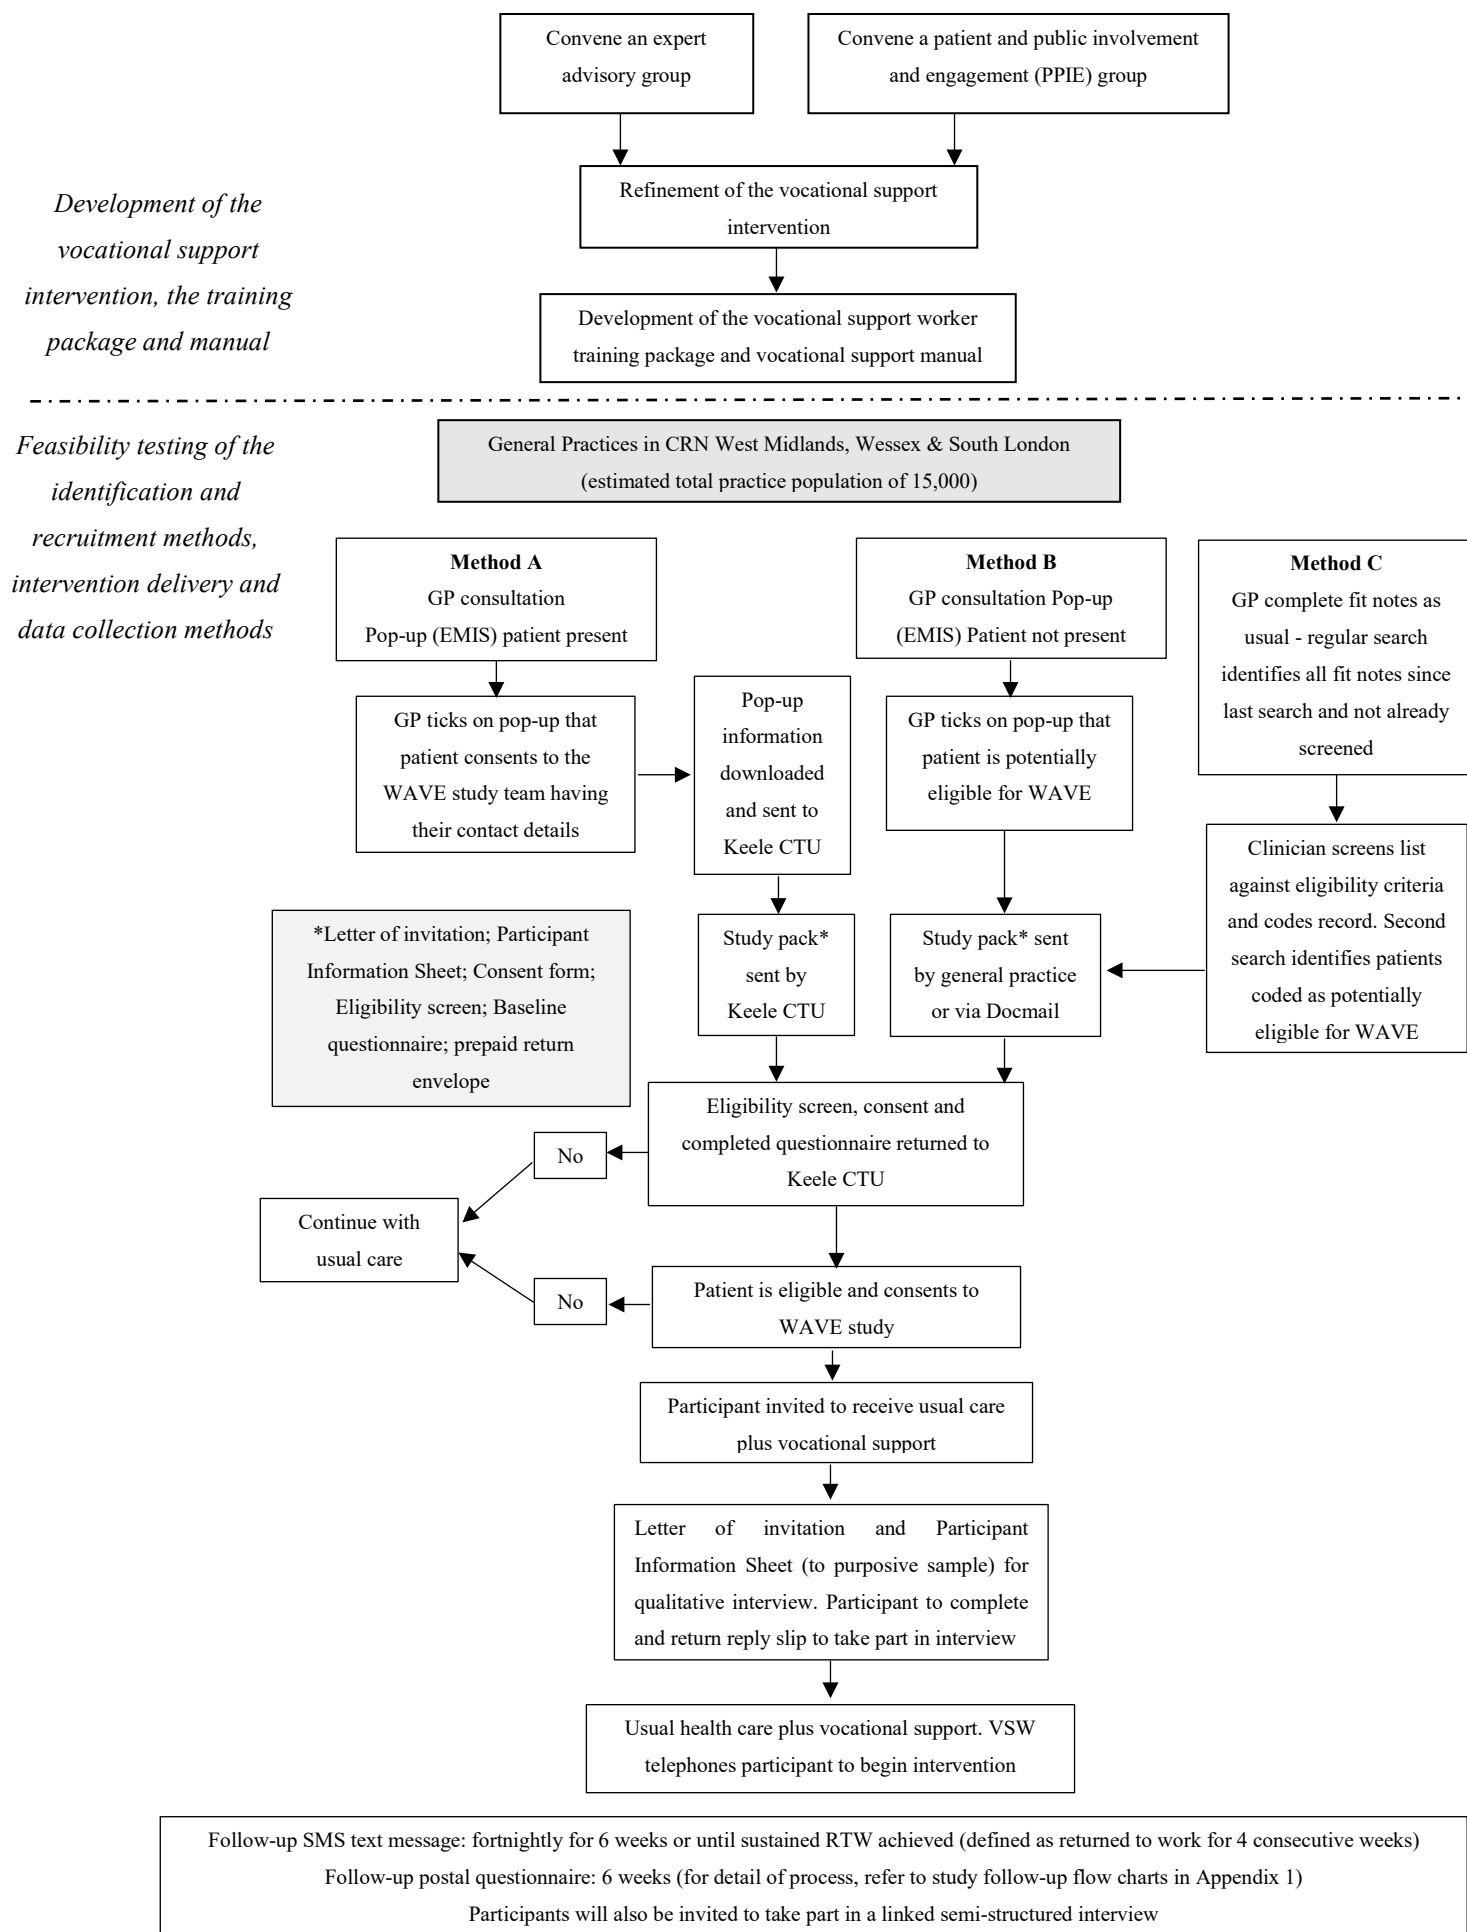 Convene an expert
advisory group
Convene a patient and public involvement
and engagement (PPIE) group
Refinement of the vocational support
intervention
Development of the vocational support worker
training package and vocational support manual
Development of the
vocational support
intervention, the training
package and manual
Feasibility testing of the
identification and
recruitment methods,
intervention delivery and
data collection methods
General Practices in CRN West Midlands, Wessex & South London
(estimated total practice population of 15,000)
Method A
GP consultation
Pop-up (EMIS) patient present
Method B
GP consultation Pop-up
(EMIS) Patient not present
Method C
GP complete fit notes as
usual - regular search
identifies all fit notes since
last search and not already
screened
GP ticks on pop-up that
patient consents to the
WAVE study team having
their contact details
Pop-up
information
downloaded
and sent to
Keele CTU
GP ticks on pop-up that
patient is potentially
eligible for WAVE
Clinician screens list
against eligibility criteria
and codes record. Second
search identifies patients
coded as potentially
eligible for WAVE
*Letter of invitation; Participant
Information Sheet; Consent form;
Eligibility screen; Baseline
questionnaire; prepaid return
envelope
Study pack*
sent by
Keele CTU
Study pack* sent
by general practice
or via Docmail
Eligibility screen, consent and
completed questionnaire returned to
Keele CTU
No
Continue with
usual care
No
Patient is eligible and consents to
WAVE study
Participant invited to receive usual care
plus vocational support
Letter of invitation and Participant
Information Sheet (to purposive sample) for
qualitative interview. Participant to complete
and return reply slip to take part in interview
Usual health care plus vocational support. VSW
telephones participant to begin intervention
Follow-up SMS text message: fortnightly for 6 weeks or until sustained RTW achieved (defined as returned to work for 4 consecutive weeks)
Follow-up postal questionnaire: 6 weeks (for detail of process, refer to study follow-up flow charts in Appendix 1)
Participants will also be invited to take part in a linked semi-structured interview